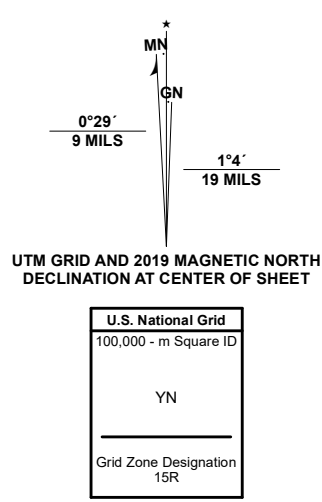 MN
GN
0°29´
9 MILS
1°4´
19 MILS
UTM GRID AND 2019 MAGNETIC NORTH
DECLINATION AT CENTER OF SHEET
U.S. National Grid
100,000 - m Square ID
YN
Grid Zone Designation
15R